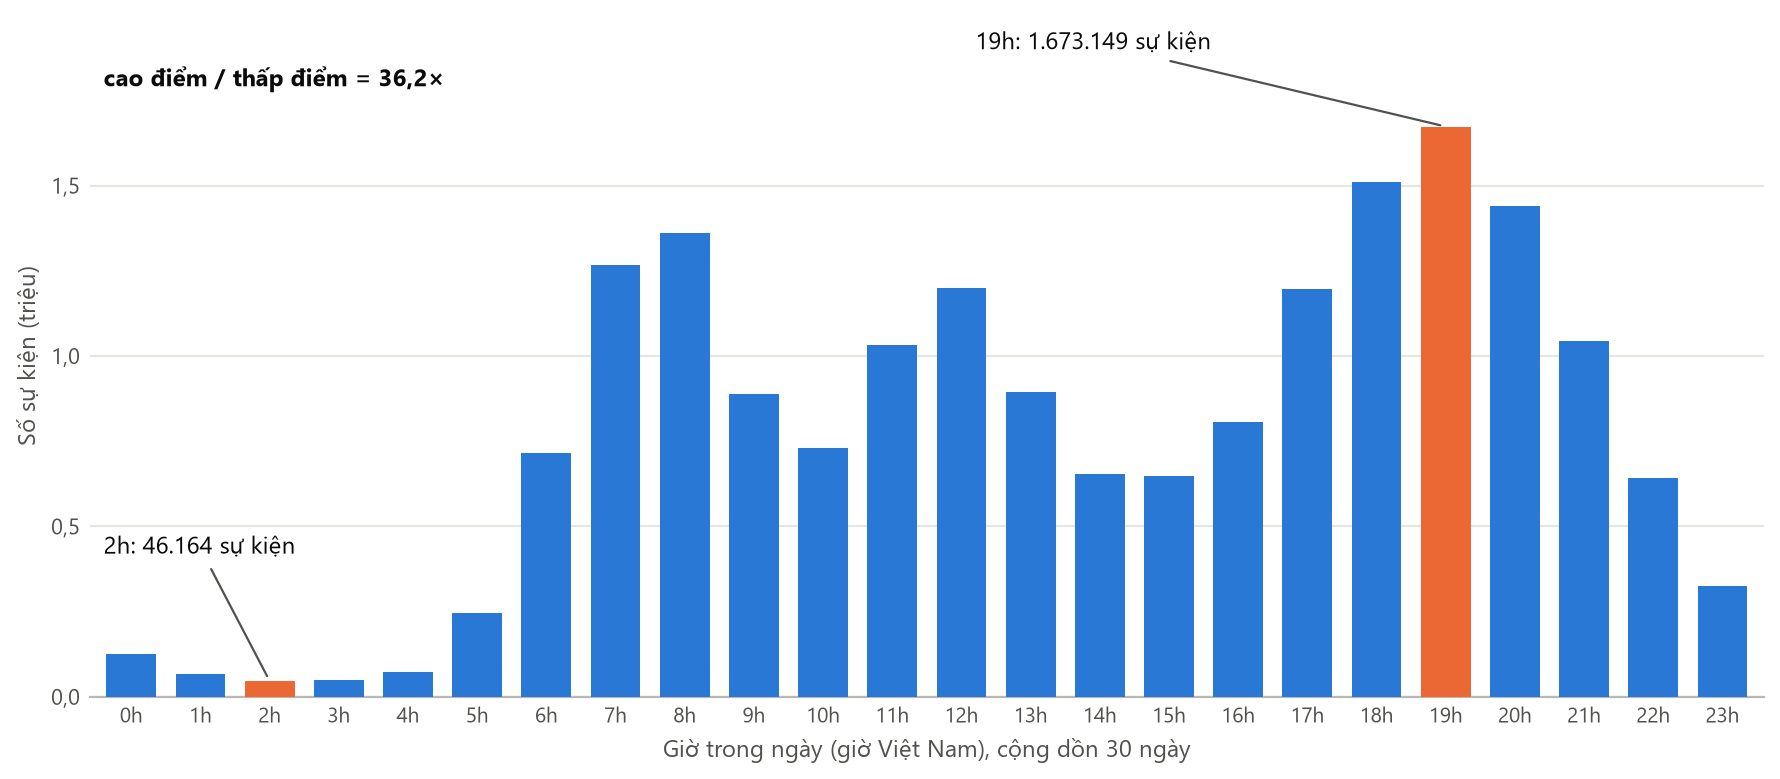 19h: 1.673.149 sự kiện
cao điểm / thấp điểm = 36,2×
1,5
1,0
0,5
0,0
Số sự kiện (triệu)
2h: 46.164 sự kiện
0h 1h 2h 3h 4h 5h 6h 7h 8h 9h 10h 11h 12h 13h 14h 15h 16h 17h 18h 19h 20h 21h 22h 23h
Giờ trong ngày (giờ Việt Nam), cộng dồn 30 ngày